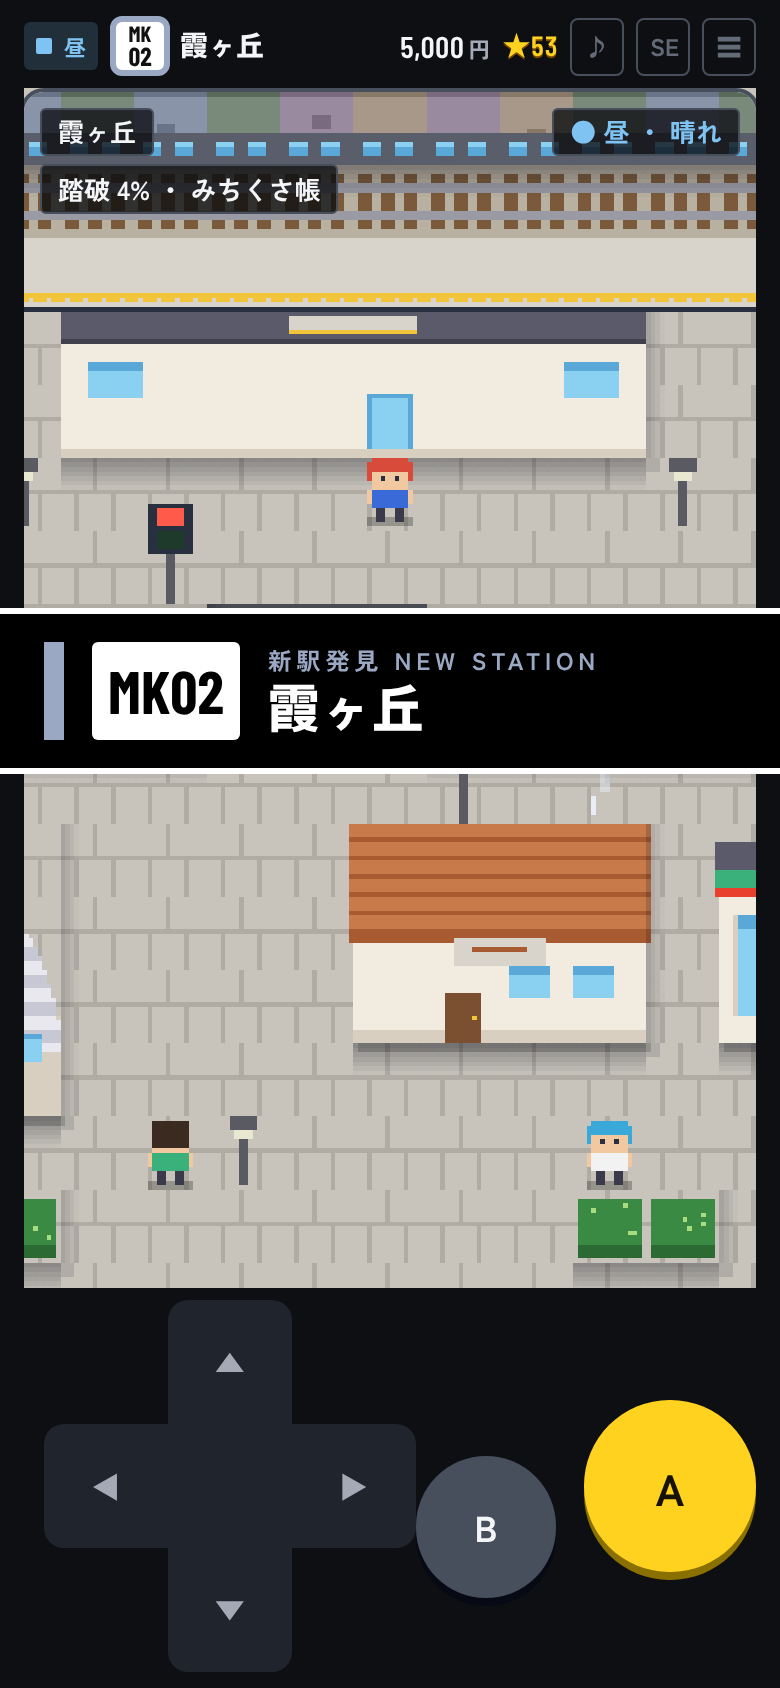 昼
MK
02
霞ヶ丘
5,000円
★53
♪
SE
霞ヶ丘
昼・晴れ
踏破 4% ・ みちくさ帳
MK02
新駅発見 NEW STATION
霞ヶ丘
A
B